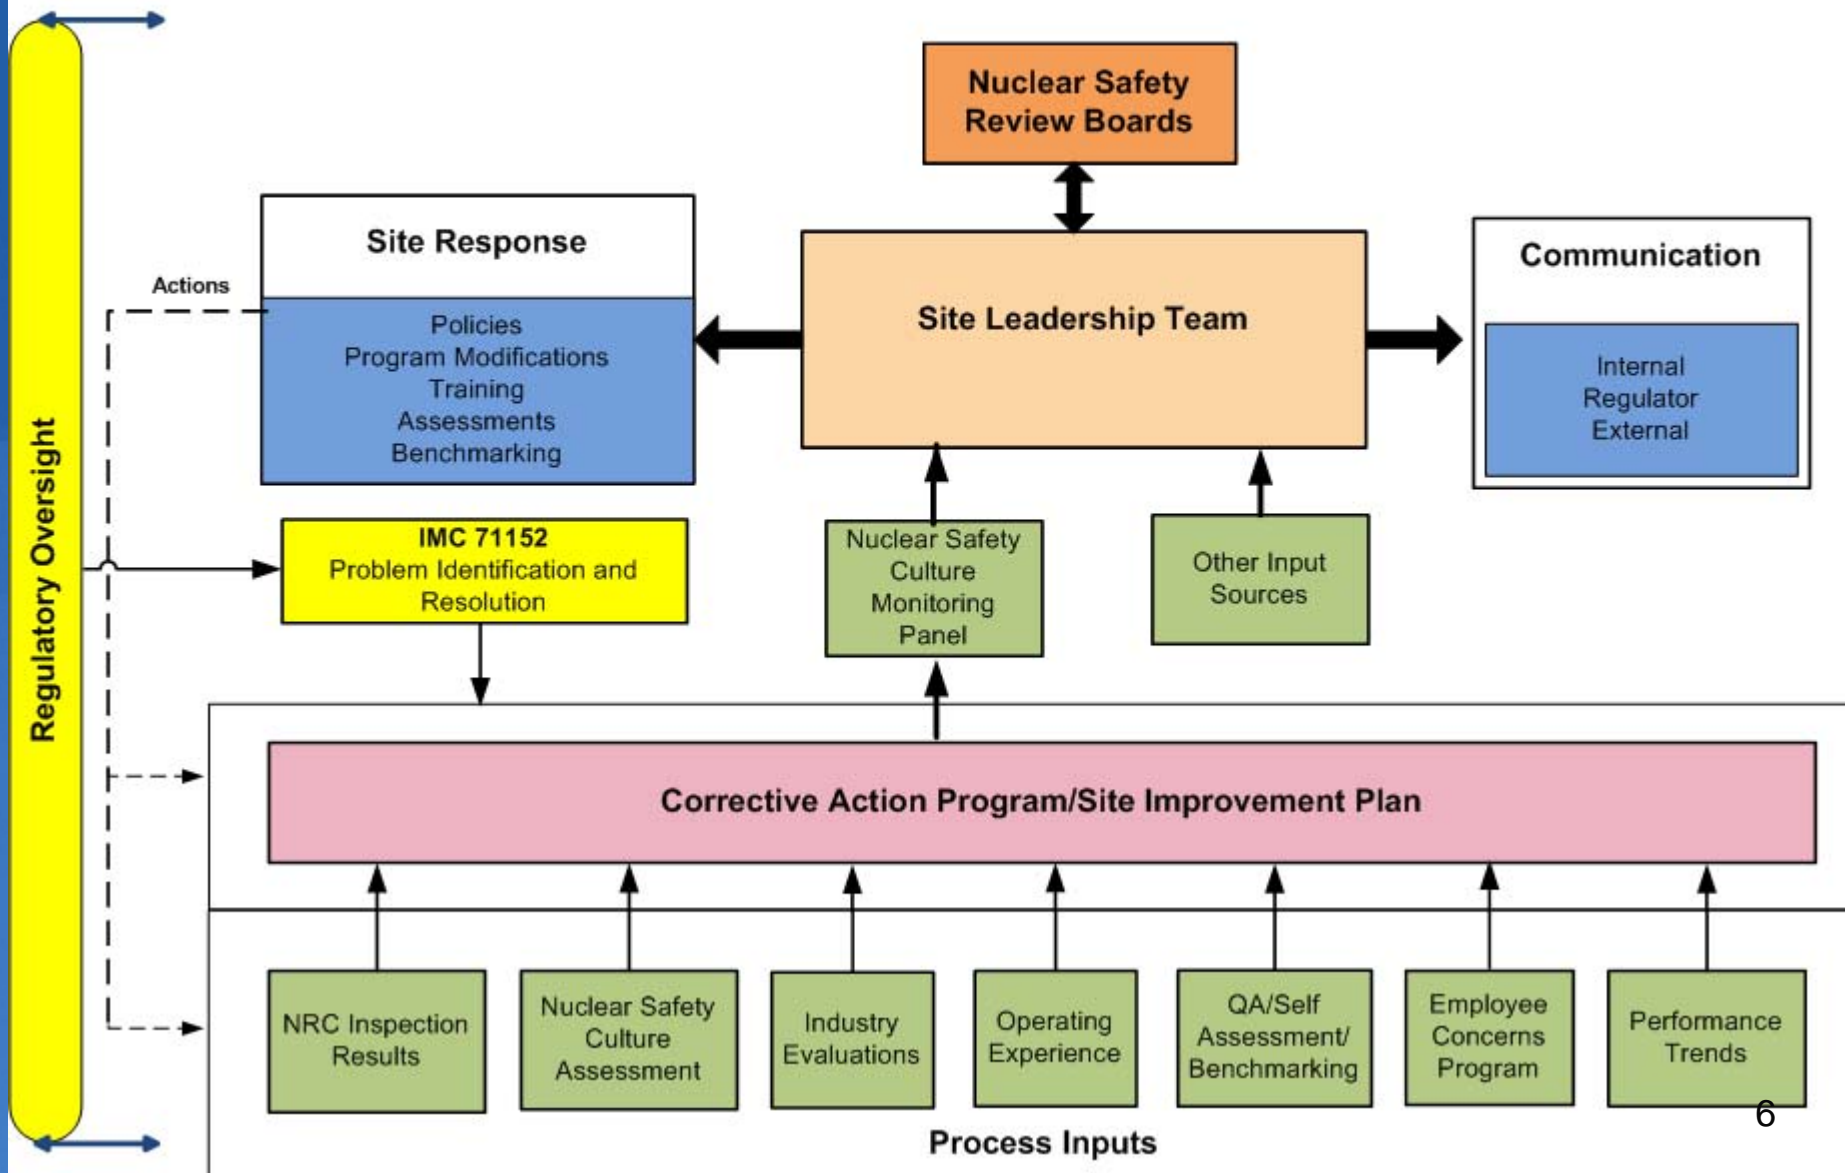 Nuclear Safety
Review Boards
Site Response
Policies
Program Modifications
Training
Assessments
Benchmarking
Actions
Site Leadership Team
Communication
Internal
Regulator
External
Regulatory Oversight
IMC 71152
Problem Identification and
Resolution
Nuclear Safety
Culture
Monitoring
Panel
Other Input
Sources
Corrective Action Program/Site Improvement Plan
NRC Inspection
Results
Nuclear Safety
Culture
Assessment
Industry
Evaluations
Operating
Experience
QA/Self
Assessment/
Benchmarking
Employee
Concerns
Program
Performance
Trends
Process Inputs
6